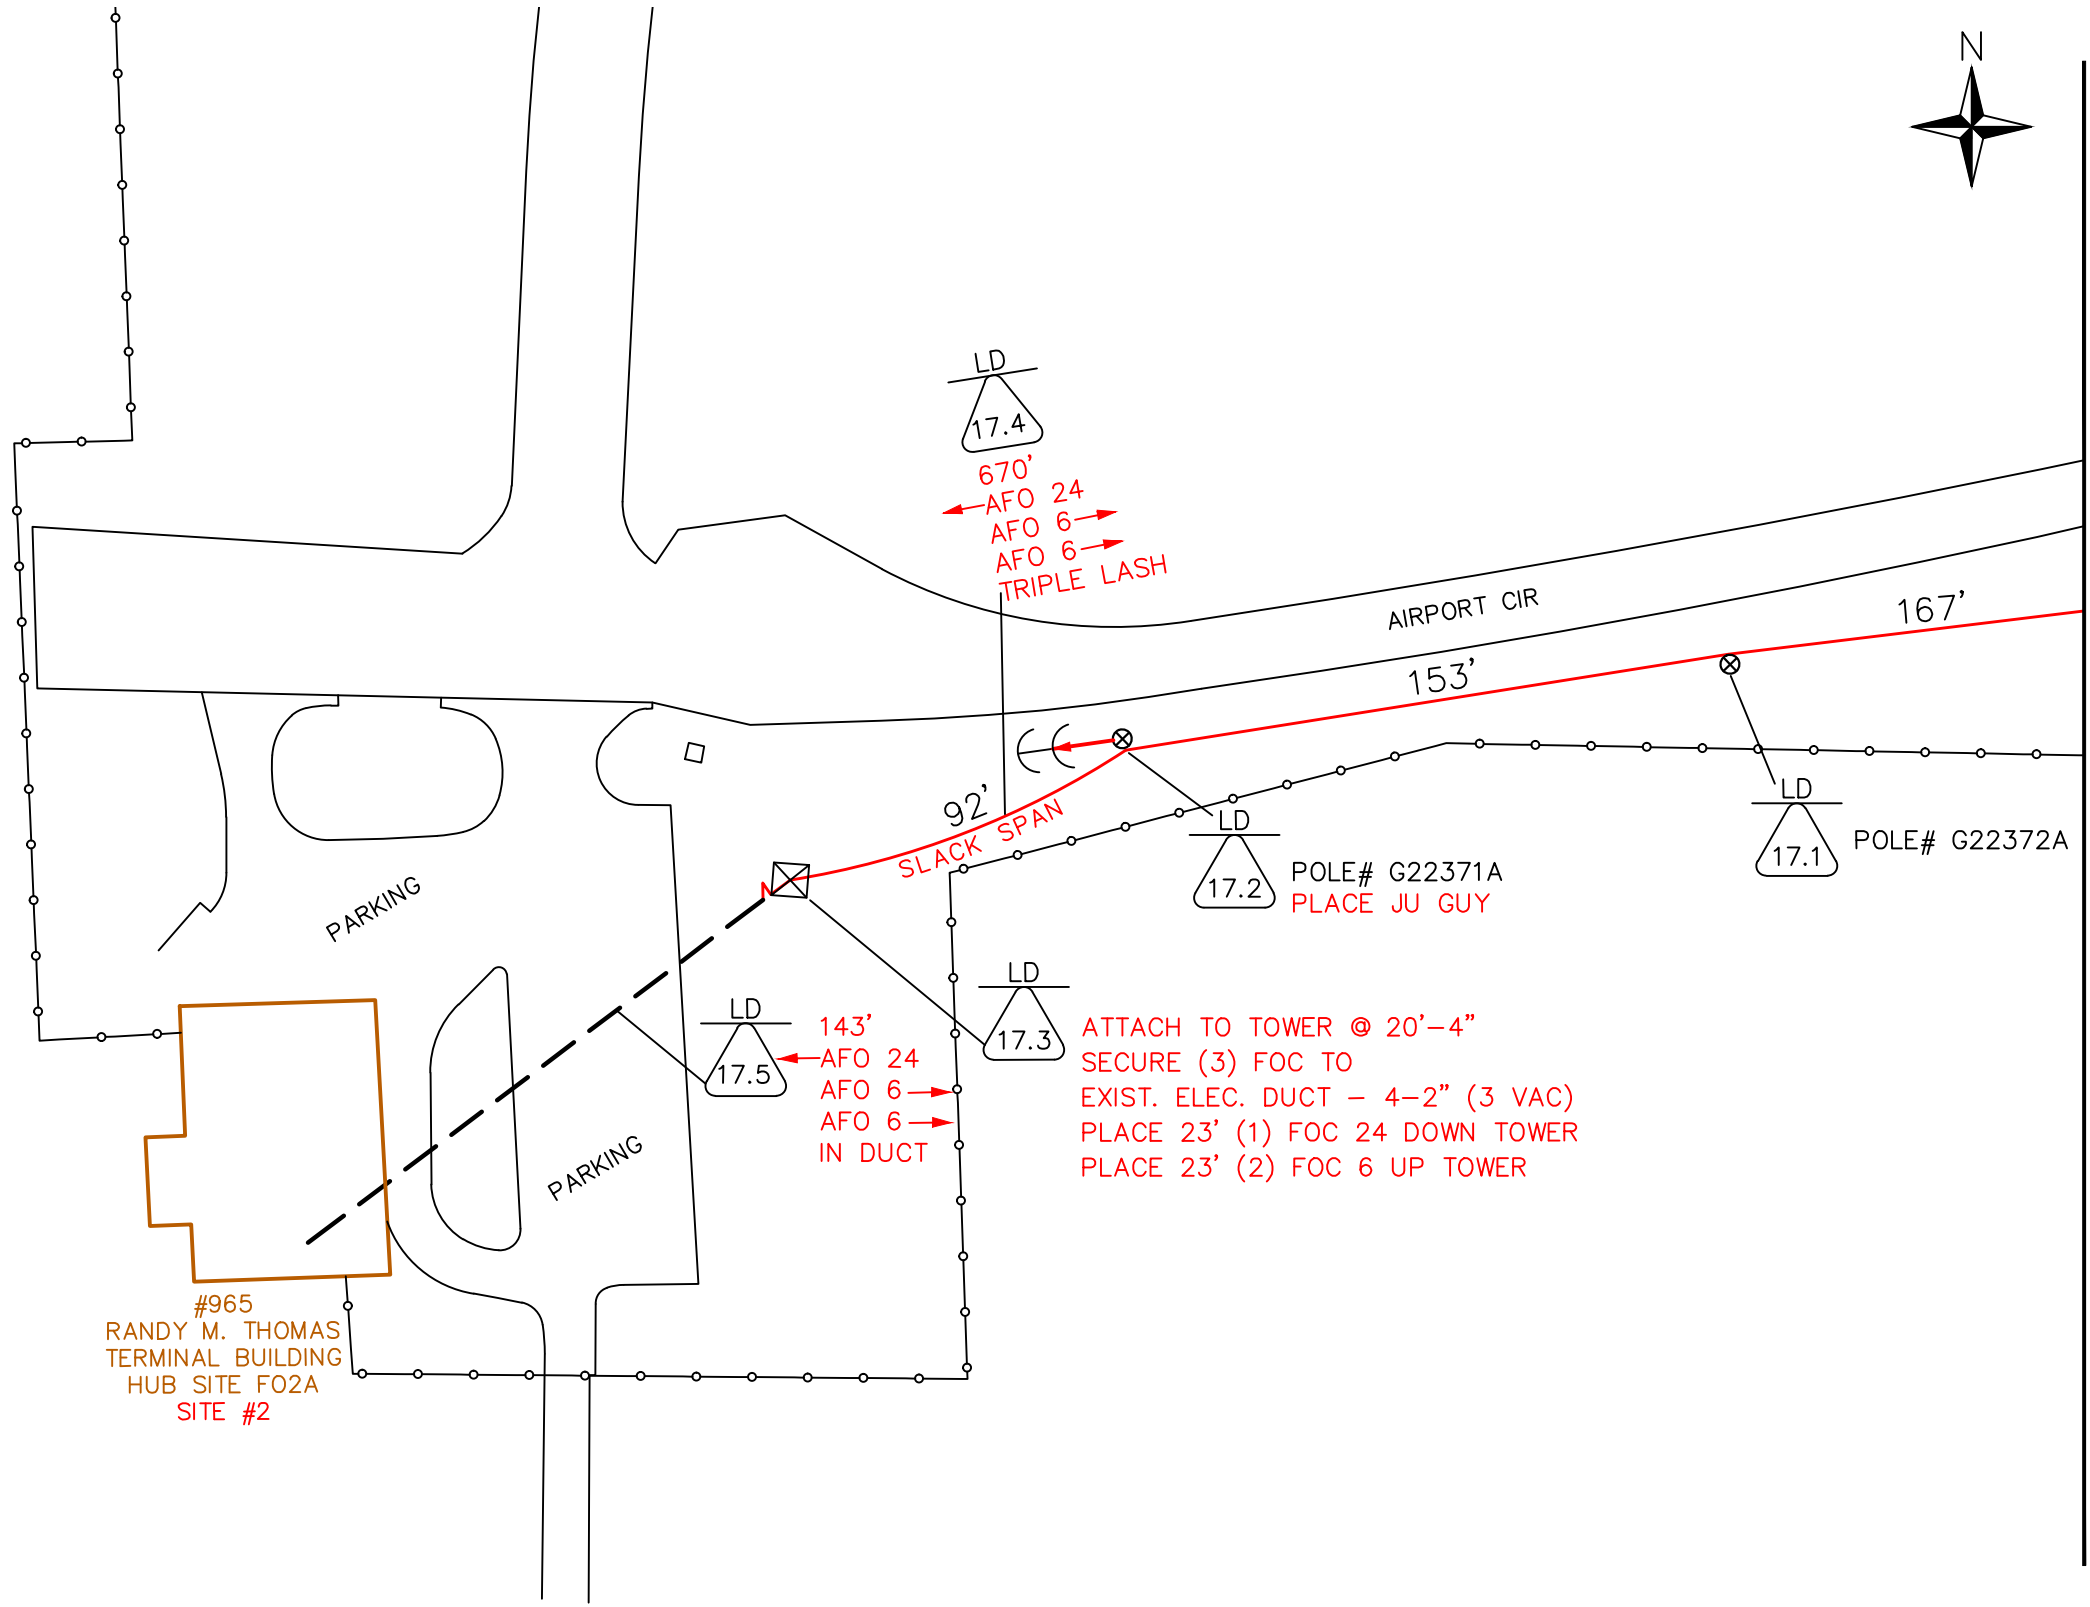 N
LD
17.4
670'
AFO 24
AFO 6
AFO 6
TRIPLE LASH
AIRPORT CIR
167'
153'
92'
SLACK SPAN
LD
17.1
POLE# G22372A
LD
17.2
POLE# G22371A
PLACE JU GUY
PARKING
LD
17.3
ATTACH TO TOWER @ 20'-4"
SECURE (3) FOC TO
EXIST. ELEC. DUCT - 4-2" (3 VAC)
PLACE 23' (1) FOC 24 DOWN TOWER
PLACE 23' (2) FOC 6 UP TOWER
LD
17.5
143'
AFO 24
AFO 6
AFO 6
IN DUCT
PARKING
#965
RANDY M. THOMAS
TERMINAL BUILDING
HUB SITE FO2A
SITE #2